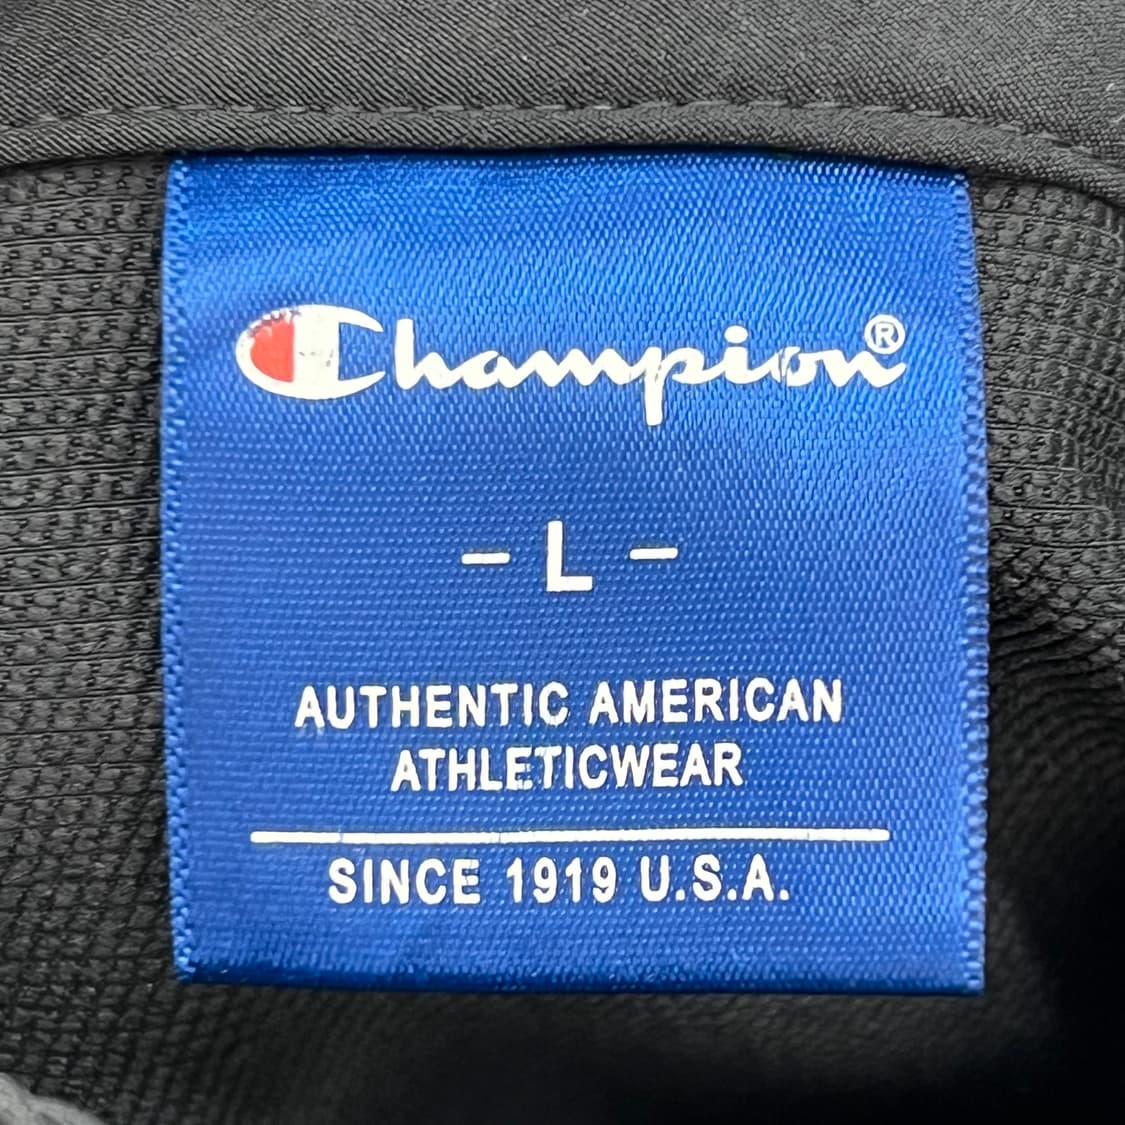 Champion®
- L -
AUTHENTIC AMERICAN
ATHLETICWEAR
SINCE 1919 U.S.A.